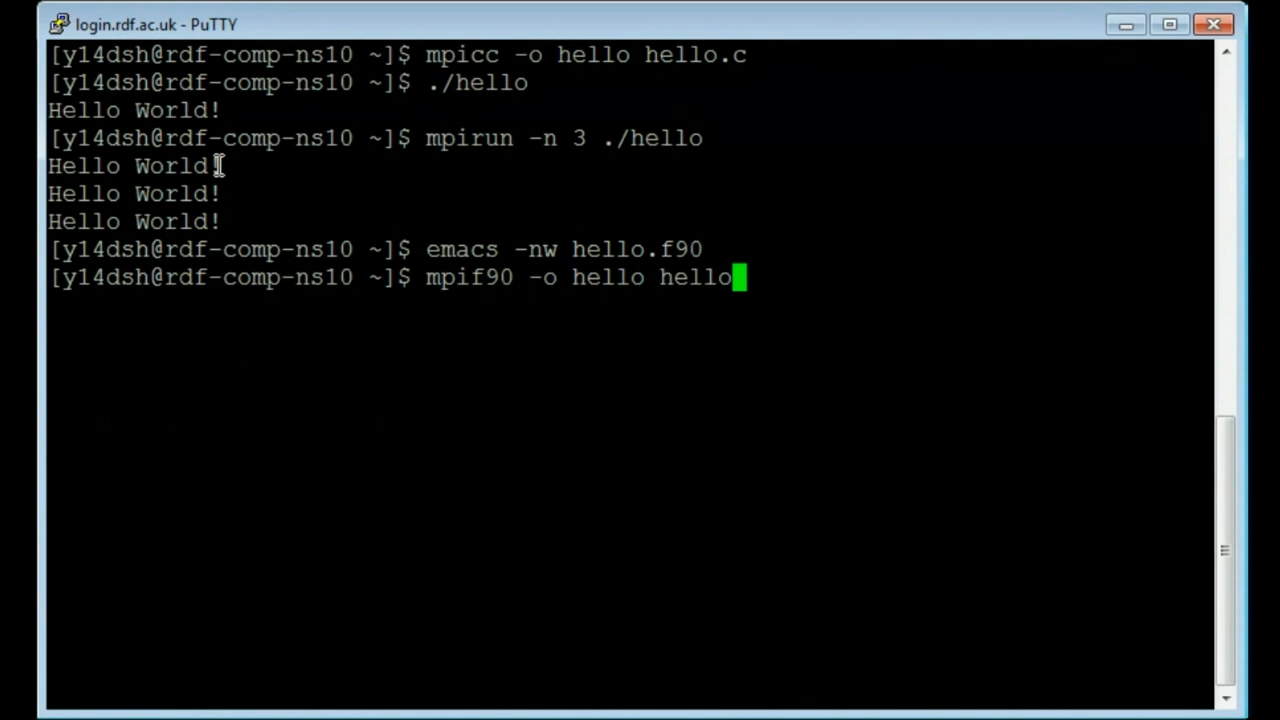 login.rdf.ac.uk - PuTTY
[y14dsh@rdf-comp-ns10 ~]$ mpicc -o hello hello.c
[y14dsh@rdf-comp-ns10 ~]$ ./hello
Hello World!
[y14dsh@rdf-comp-ns10 ~]$ mpirun -n 3 ./hello
Hello World!
Hello World!
Hello World!
[y14dsh@rdf-comp-ns10 ~]$ emacs -nw hello.f90
[y14dsh@rdf-comp-ns10 ~]$ mpif90 -o hello hello